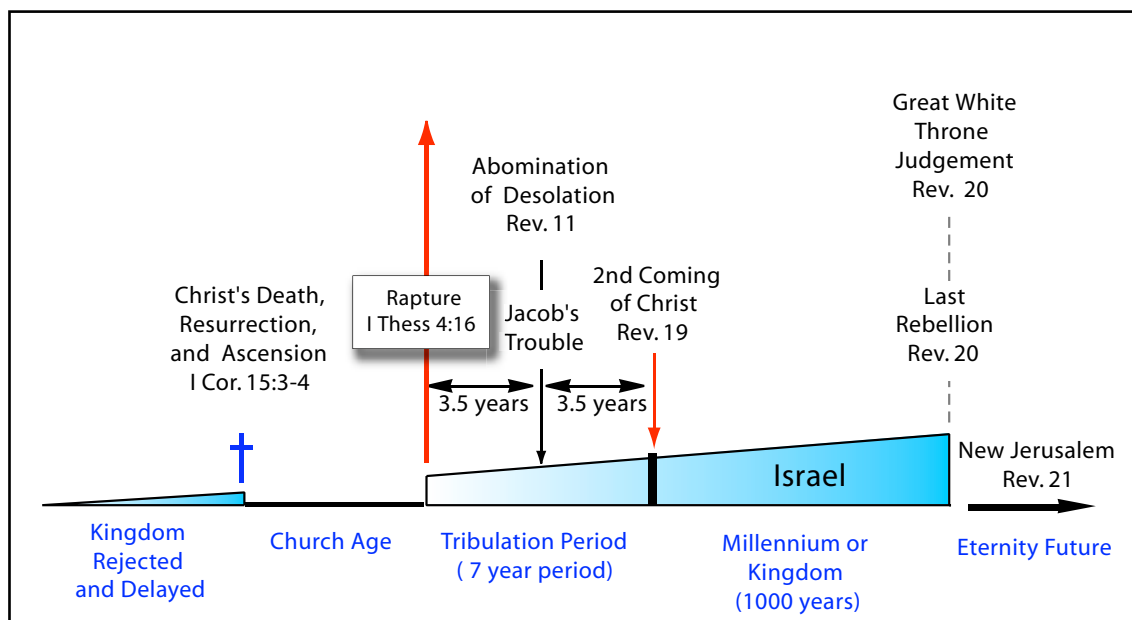 Great White
Throne
Judgement
Rev. 20
Abomination
of Desolation
Rev. 11
Christ's Death,
Resurrection,
and Ascension
I Cor. 15:3-4
Rapture
I Thess 4:16
Jacob's
Trouble
2nd Coming
of Christ
Rev. 19
Last
Rebellion
Rev. 20
3.5 years
3.5 years
Israel
New Jerusalem
Rev. 21
Kingdom
Rejected
and Delayed
Church Age
Tribulation Period
( 7 year period)
Millennium or
Kingdom
(1000 years)
Eternity Future